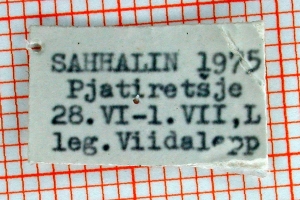 SAHHALIN 1975
Pjatiretšje
28.VI-1.VII,L
leg.Viidalepp